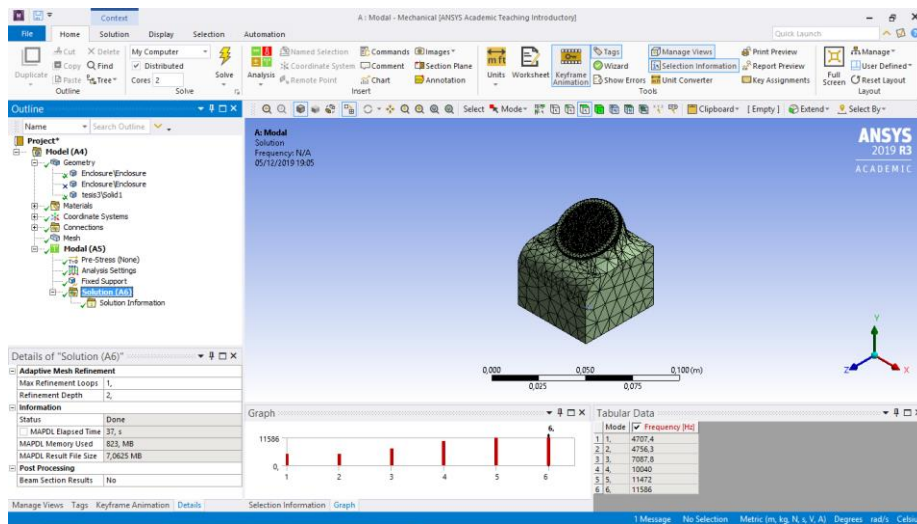 Context
A : Modal - Mechanical [ANSYS Academic Teaching Introductory]
File Home Solution Display Selection Automation
Quick Launch
Duplicate
Cut
Copy
Paste
Delete
Find
Tree
Outline
My Computer
Distributed
Cores 2
Solve
Solve
Analysis
Named Selection
Coordinate System
Remote Point
Commands
Comment
Chart
Images
Section Plane
Annotation
Insert
Units
Worksheet
Keyframe
Animation
Tags
Wizard
Show Errors
Manage Views
Selection Information
Unit Converter
Print Preview
Report Preview
Key Assignments
Tools
Full
Screen
Manage
User Defined
Reset Layout
Layout
Outline
Name Search Outline
Project*
Model (A4)
Geometry
Enclosure\Enclosure
Enclosure\Enclosure
tesis3\Solid1
Materials
Coordinate Systems
Connections
Mesh
Modal (A5)
Pre-Stress (None)
Analysis Settings
Fixed Support
Solution (A6)
Solution Information
Select Mode Clipboard [ Empty ] Extend Select By
A: Modal
Solution
Frequency: N/A
05/12/2019 19:05
ANSYS
2019 R3
ACADEMIC
Y
Z X
0,000 0,050 0,100 (m)
0,025 0,075
Details of "Solution (A6)"
Adaptive Mesh Refinement
Max Refinement Loops 1,
Refinement Depth 2,
Information
Status Done
MAPDL Elapsed Time 37, s
MAPDL Memory Used 823, MB
MAPDL Result File Size 7,0625 MB
Post Processing
Beam Section Results No
Manage Views Tags Keyframe Animation Details
Graph
6,
11586
0,
1 2 3 4 5 6
Selection Information Graph
Tabular Data
Mode Frequency [Hz]
1 1, 4707,4
2 2, 4756,3
3 3, 7087,8
4 4, 10040
5 5, 11472
6 6, 11586
1 Message No Selection Metric (m, kg, N, s, V, A) Degrees rad/s Celsiu